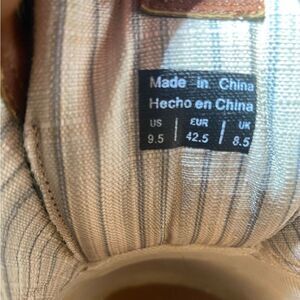 Made in China
Hecho en China
US | EUR | UK
9.5 | 42.5 | 8.5